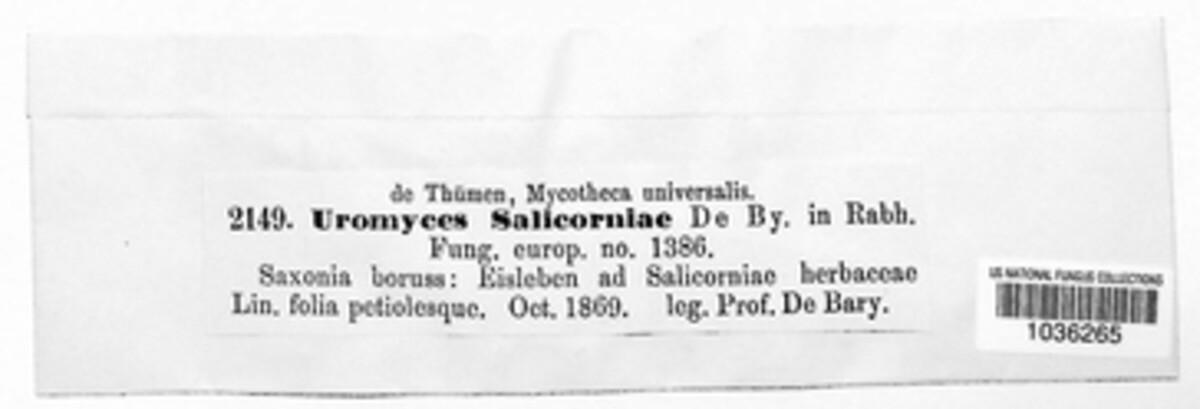 de Thümen, Mycotheca universalis.
2149. Uromyces Salicorniae De By. in Rabh.
Fung. europ. no. 1386.
Saxonia boruss: Eisleben ad Salicorniae herbaceae
Lin. folia petiolesque. Oct. 1869. leg. Prof. De Bary.
US NATIONAL FUNGUS COLLECTIONS
1036265